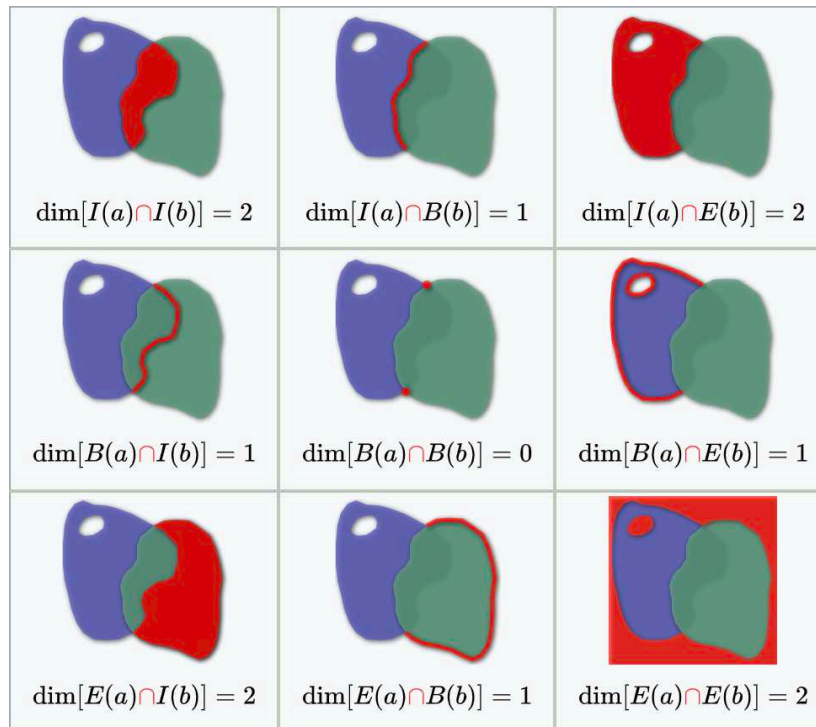 dim[I(a)∩I(b)] = 2
dim[I(a)∩B(b)] = 1
dim[I(a)∩E(b)] = 2
dim[B(a)∩I(b)] = 1
dim[B(a)∩B(b)] = 0
dim[B(a)∩E(b)] = 1
dim[E(a)∩I(b)] = 2
dim[E(a)∩B(b)] = 1
dim[E(a)∩E(b)] = 2